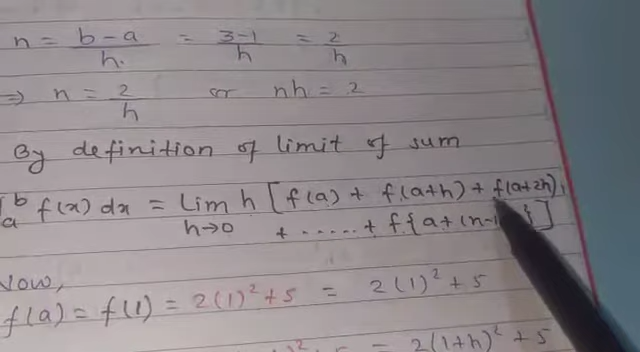 n = b-a/h. = 3-1/h = 2/h
⇒ n = 2/h or nh = 2
By definition of limit of sum
∫ₐᵇ f(x) dx = lim h→0 h [ f(a) + f(a+h) + f(a+2h)
+ ..... + f{a+(n-1 }]
Now,
f(a) = f(1) = 2(1)² + 5 = 2(1)² + 5
= 2(1+h)² + 5